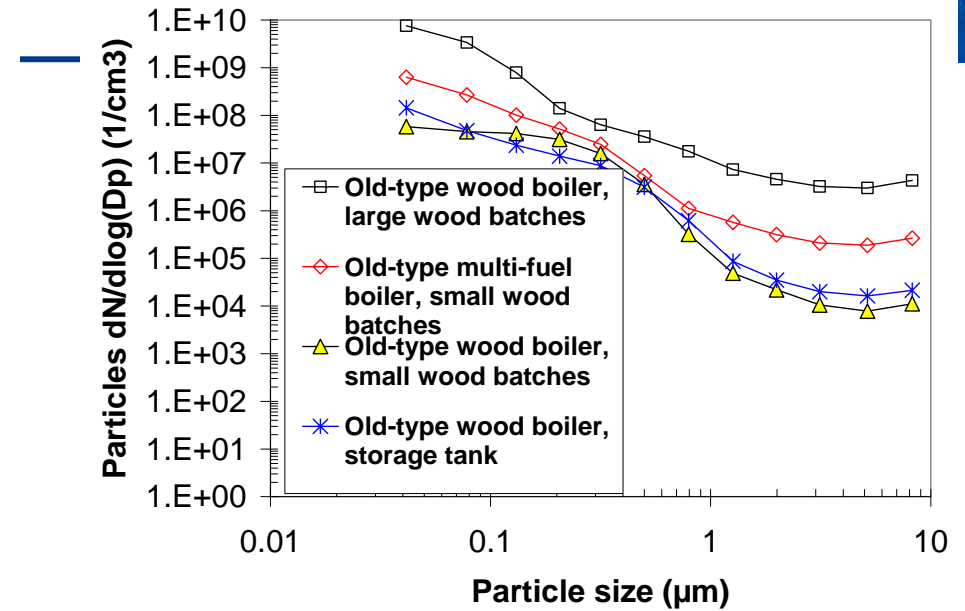 Particles dN/dlog(Dp) (1/cm3)
1.E+10
1.E+09
1.E+08
1.E+07
1.E+06
1.E+05
1.E+04
1.E+03
1.E+02
1.E+01
1.E+00
Old-type wood boiler,
large wood batches
Old-type multi-fuel
boiler, small wood
batches
Old-type wood boiler,
small wood batches
Old-type wood boiler,
storage tank
0.01
0.1
1
10
Particle size (µm)